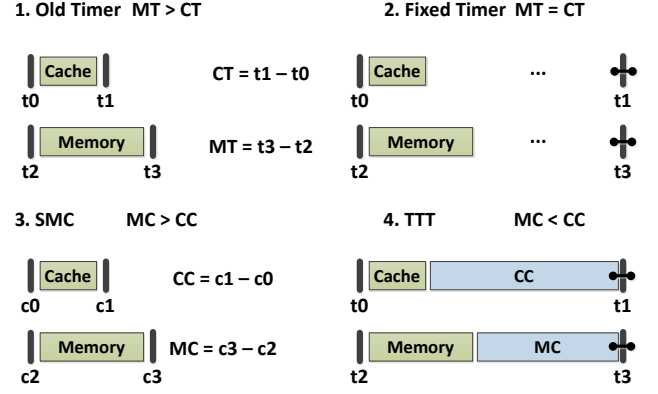 1. Old Timer MT > CT
Cache
t0 t1
CT = t1 – t0
Memory
t2 t3
MT = t3 – t2
2. Fixed Timer MT = CT
Cache ...
t0 t1
Memory ...
t2 t3
3. SMC MC > CC
Cache
c0 c1
CC = c1 – c0
Memory
c2 c3
MC = c3 – c2
4. TTT MC < CC
Cache CC
t0 t1
Memory MC
t2 t3